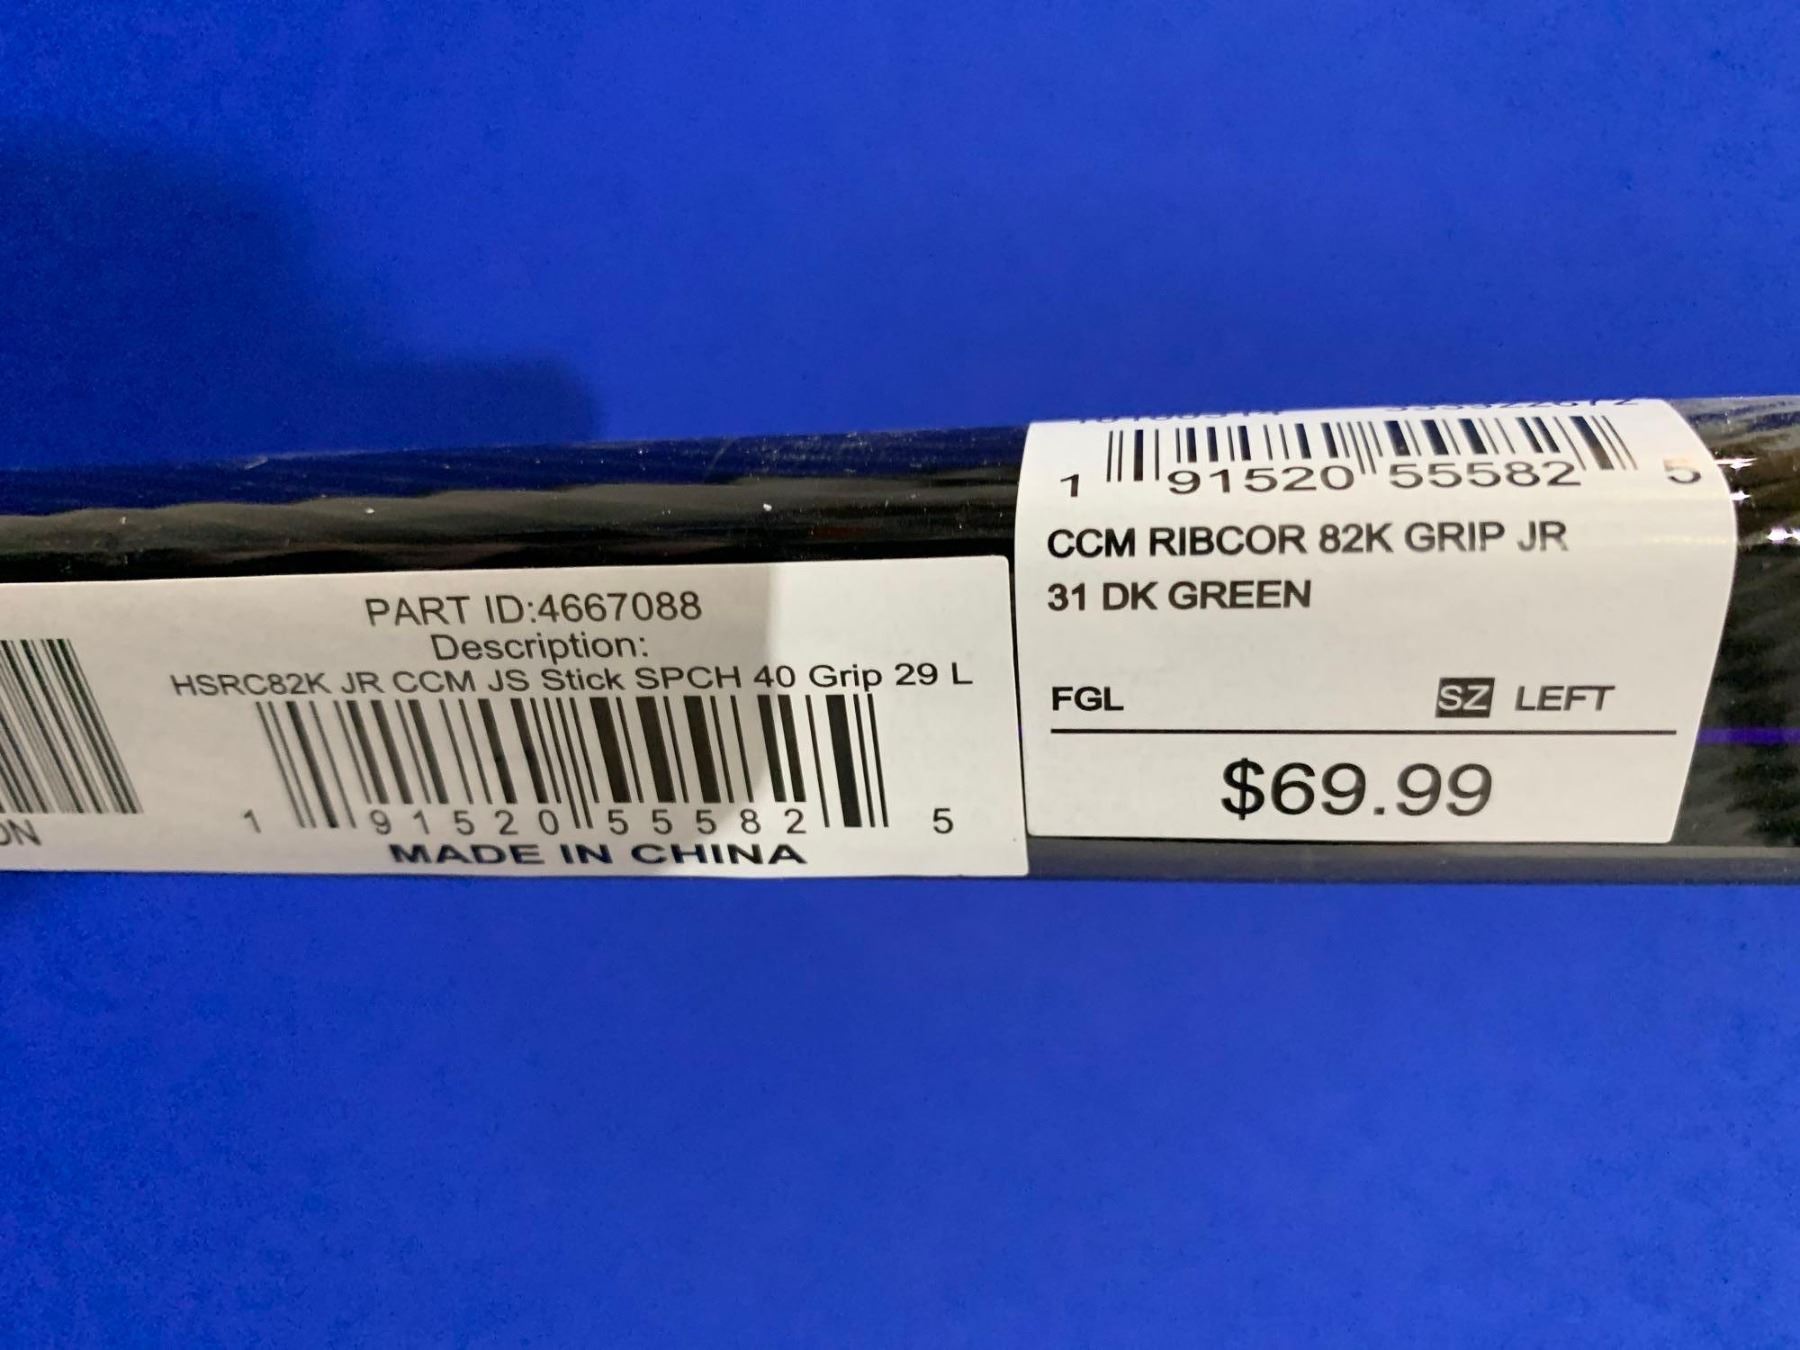 ON
PART ID:4667088
Description:
HSRC82K JR CCM JS Stick SPCH 40 Grip 29 L
1 91520 55582 5
MADE IN CHINA
1 91520 55582 5
CCM RIBCOR 82K GRIP JR
31 DK GREEN
FGL SZ LEFT
$69.99